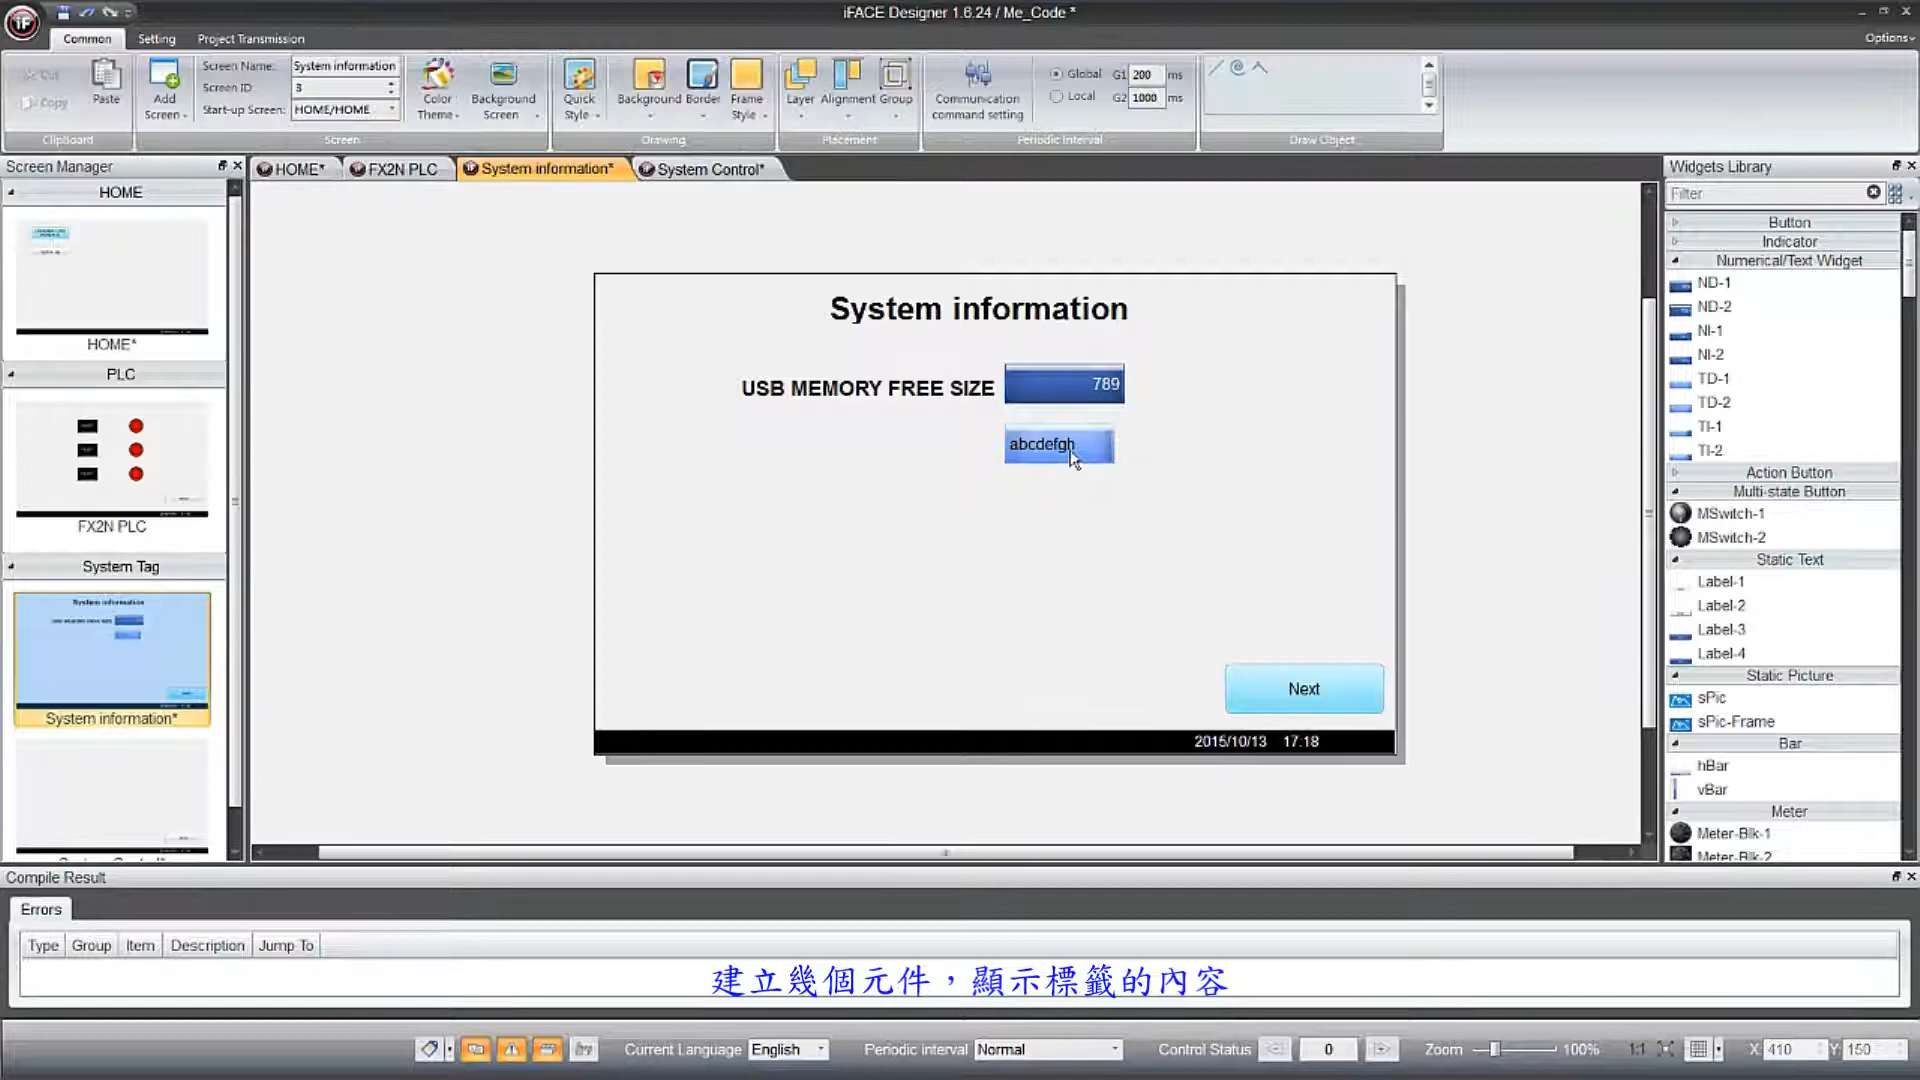 iFACE Designer 1.6.24 / Me_Code *
Common Setting Project Transmission Options
Cut
Copy
Paste
Clipboard
Add Screen
Screen Name: System information
Screen ID: 3
Start-up Screen: HOME/HOME
Color Theme
Background Screen
Screen
Quick Style
Background
Border
Frame Style
Drawing
Layer
Alignment
Group
Placement
Communication command setting
Global G1 200 ms
Local G2 1000 ms
Periodic Interval
Draw Object
Screen Manager
HOME
HOME*
PLC
FX2N PLC
System Tag
System information
System information*
HOME* FX2N PLC System information* System Control*
System information
USB MEMORY FREE SIZE 789
abcdefgh
Next
2015/10/13 17.18
Widgets Library
Filter
Button
Indicator
Numerical/Text Widget
ND-1
ND-2
NI-1
NI-2
TD-1
TD-2
TI-1
TI-2
Action Button
Multi-state Button
MSwitch-1
MSwitch-2
Static Text
Label-1
Label-2
Label-3
Label-4
Static Picture
sPic
sPic-Frame
Bar
hBar
vBar
Meter
Meter-Blk-1
Meter-Blk-2
Compile Result
Errors
Type Group Item Description Jump To
建立幾個元件，顯示標籤的內容
Current Language English Periodic interval Normal Control Status 0 Zoom 100% 1:1 X: 410 Y: 150